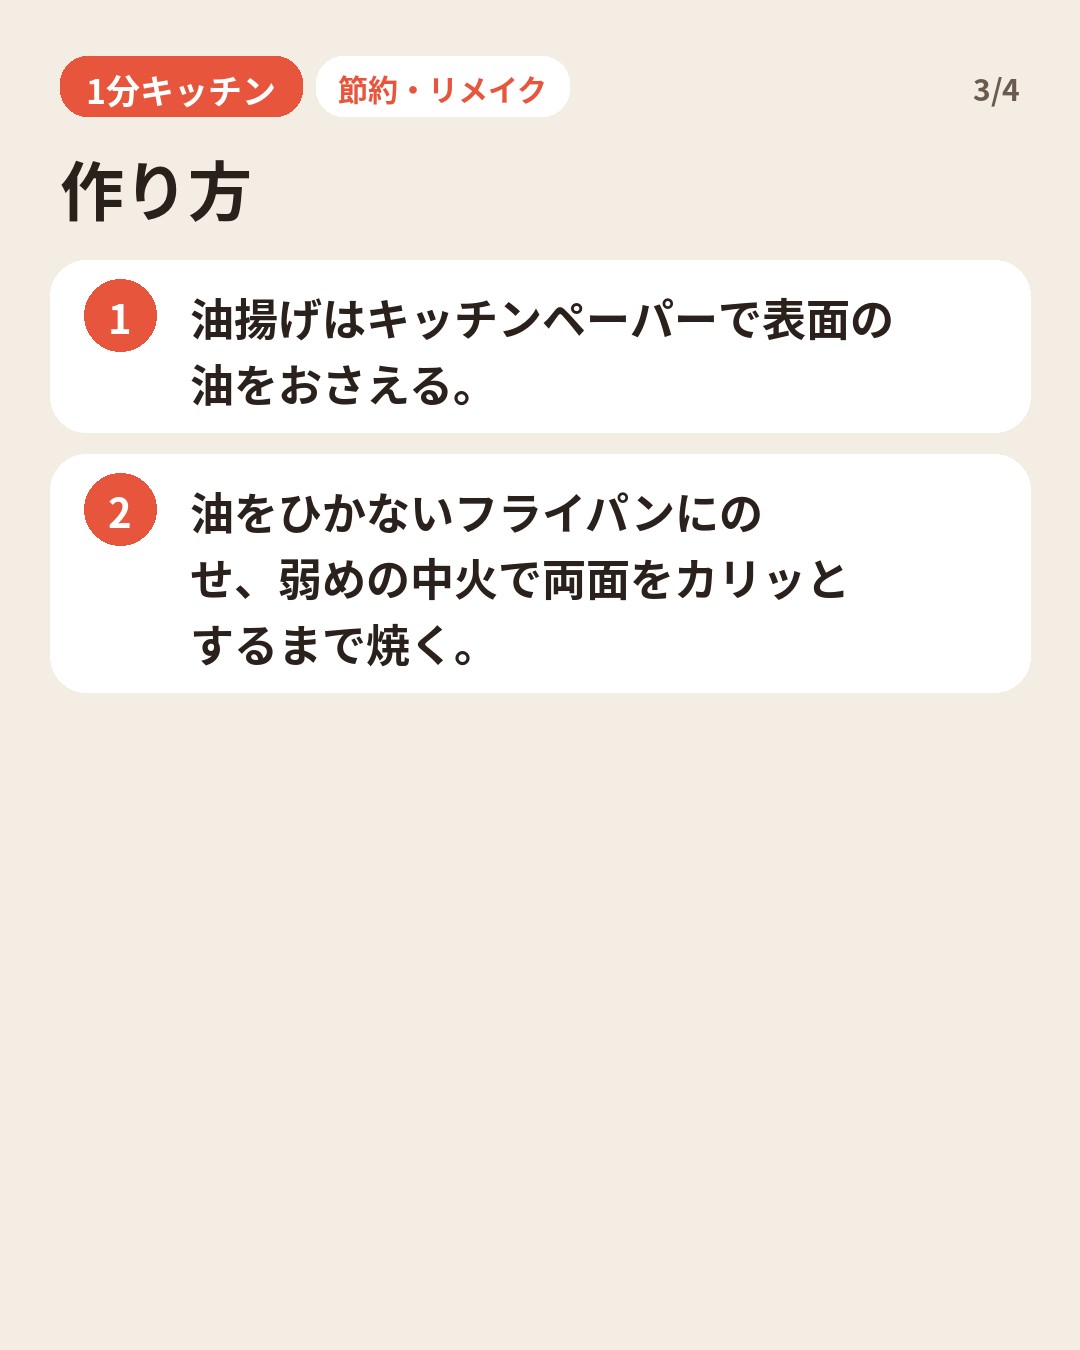 1分キッチン 節約・リメイク 3/4
作り方
1 油揚げはキッチンペーパーで表面の
油をおさえる。
2 油をひかないフライパンにの
せ、弱めの中火で両面をカリッと
するまで焼く。